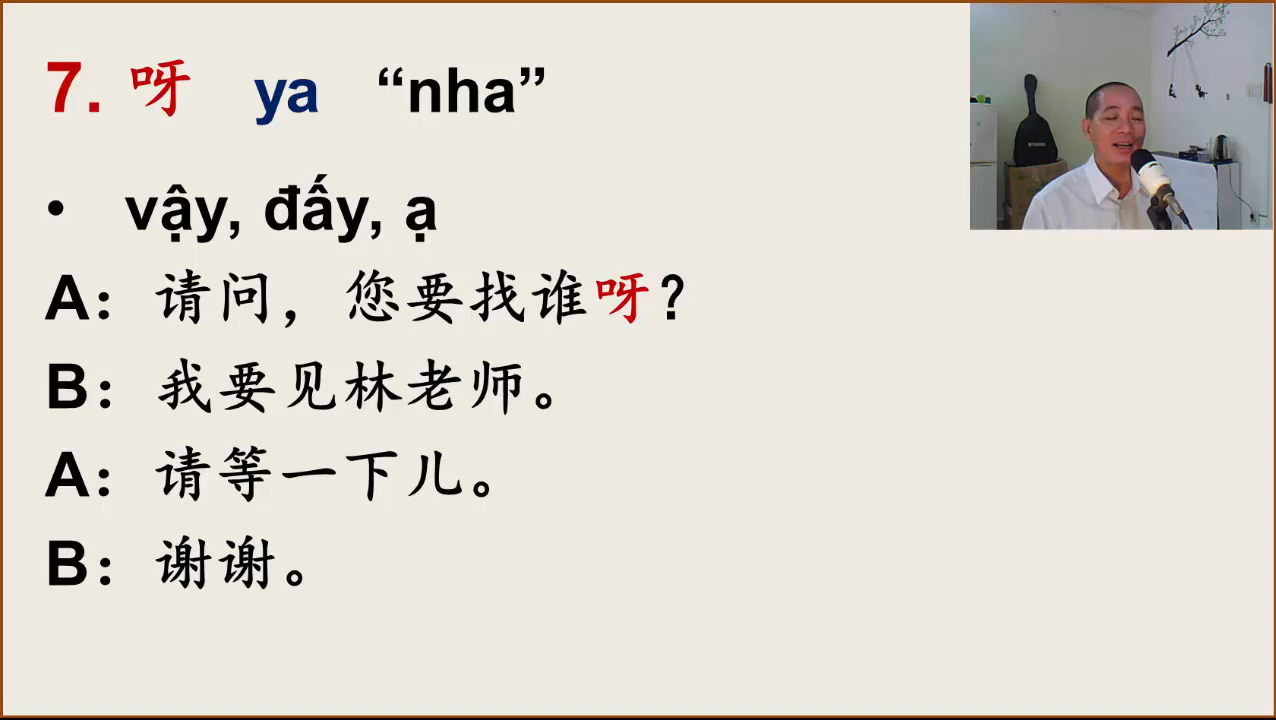 7. 呀 ya “nha”
• vậy, đấy, ạ
A：请问，您要找谁呀？
B：我要见林老师。
A：请等一下儿。
B：谢谢。